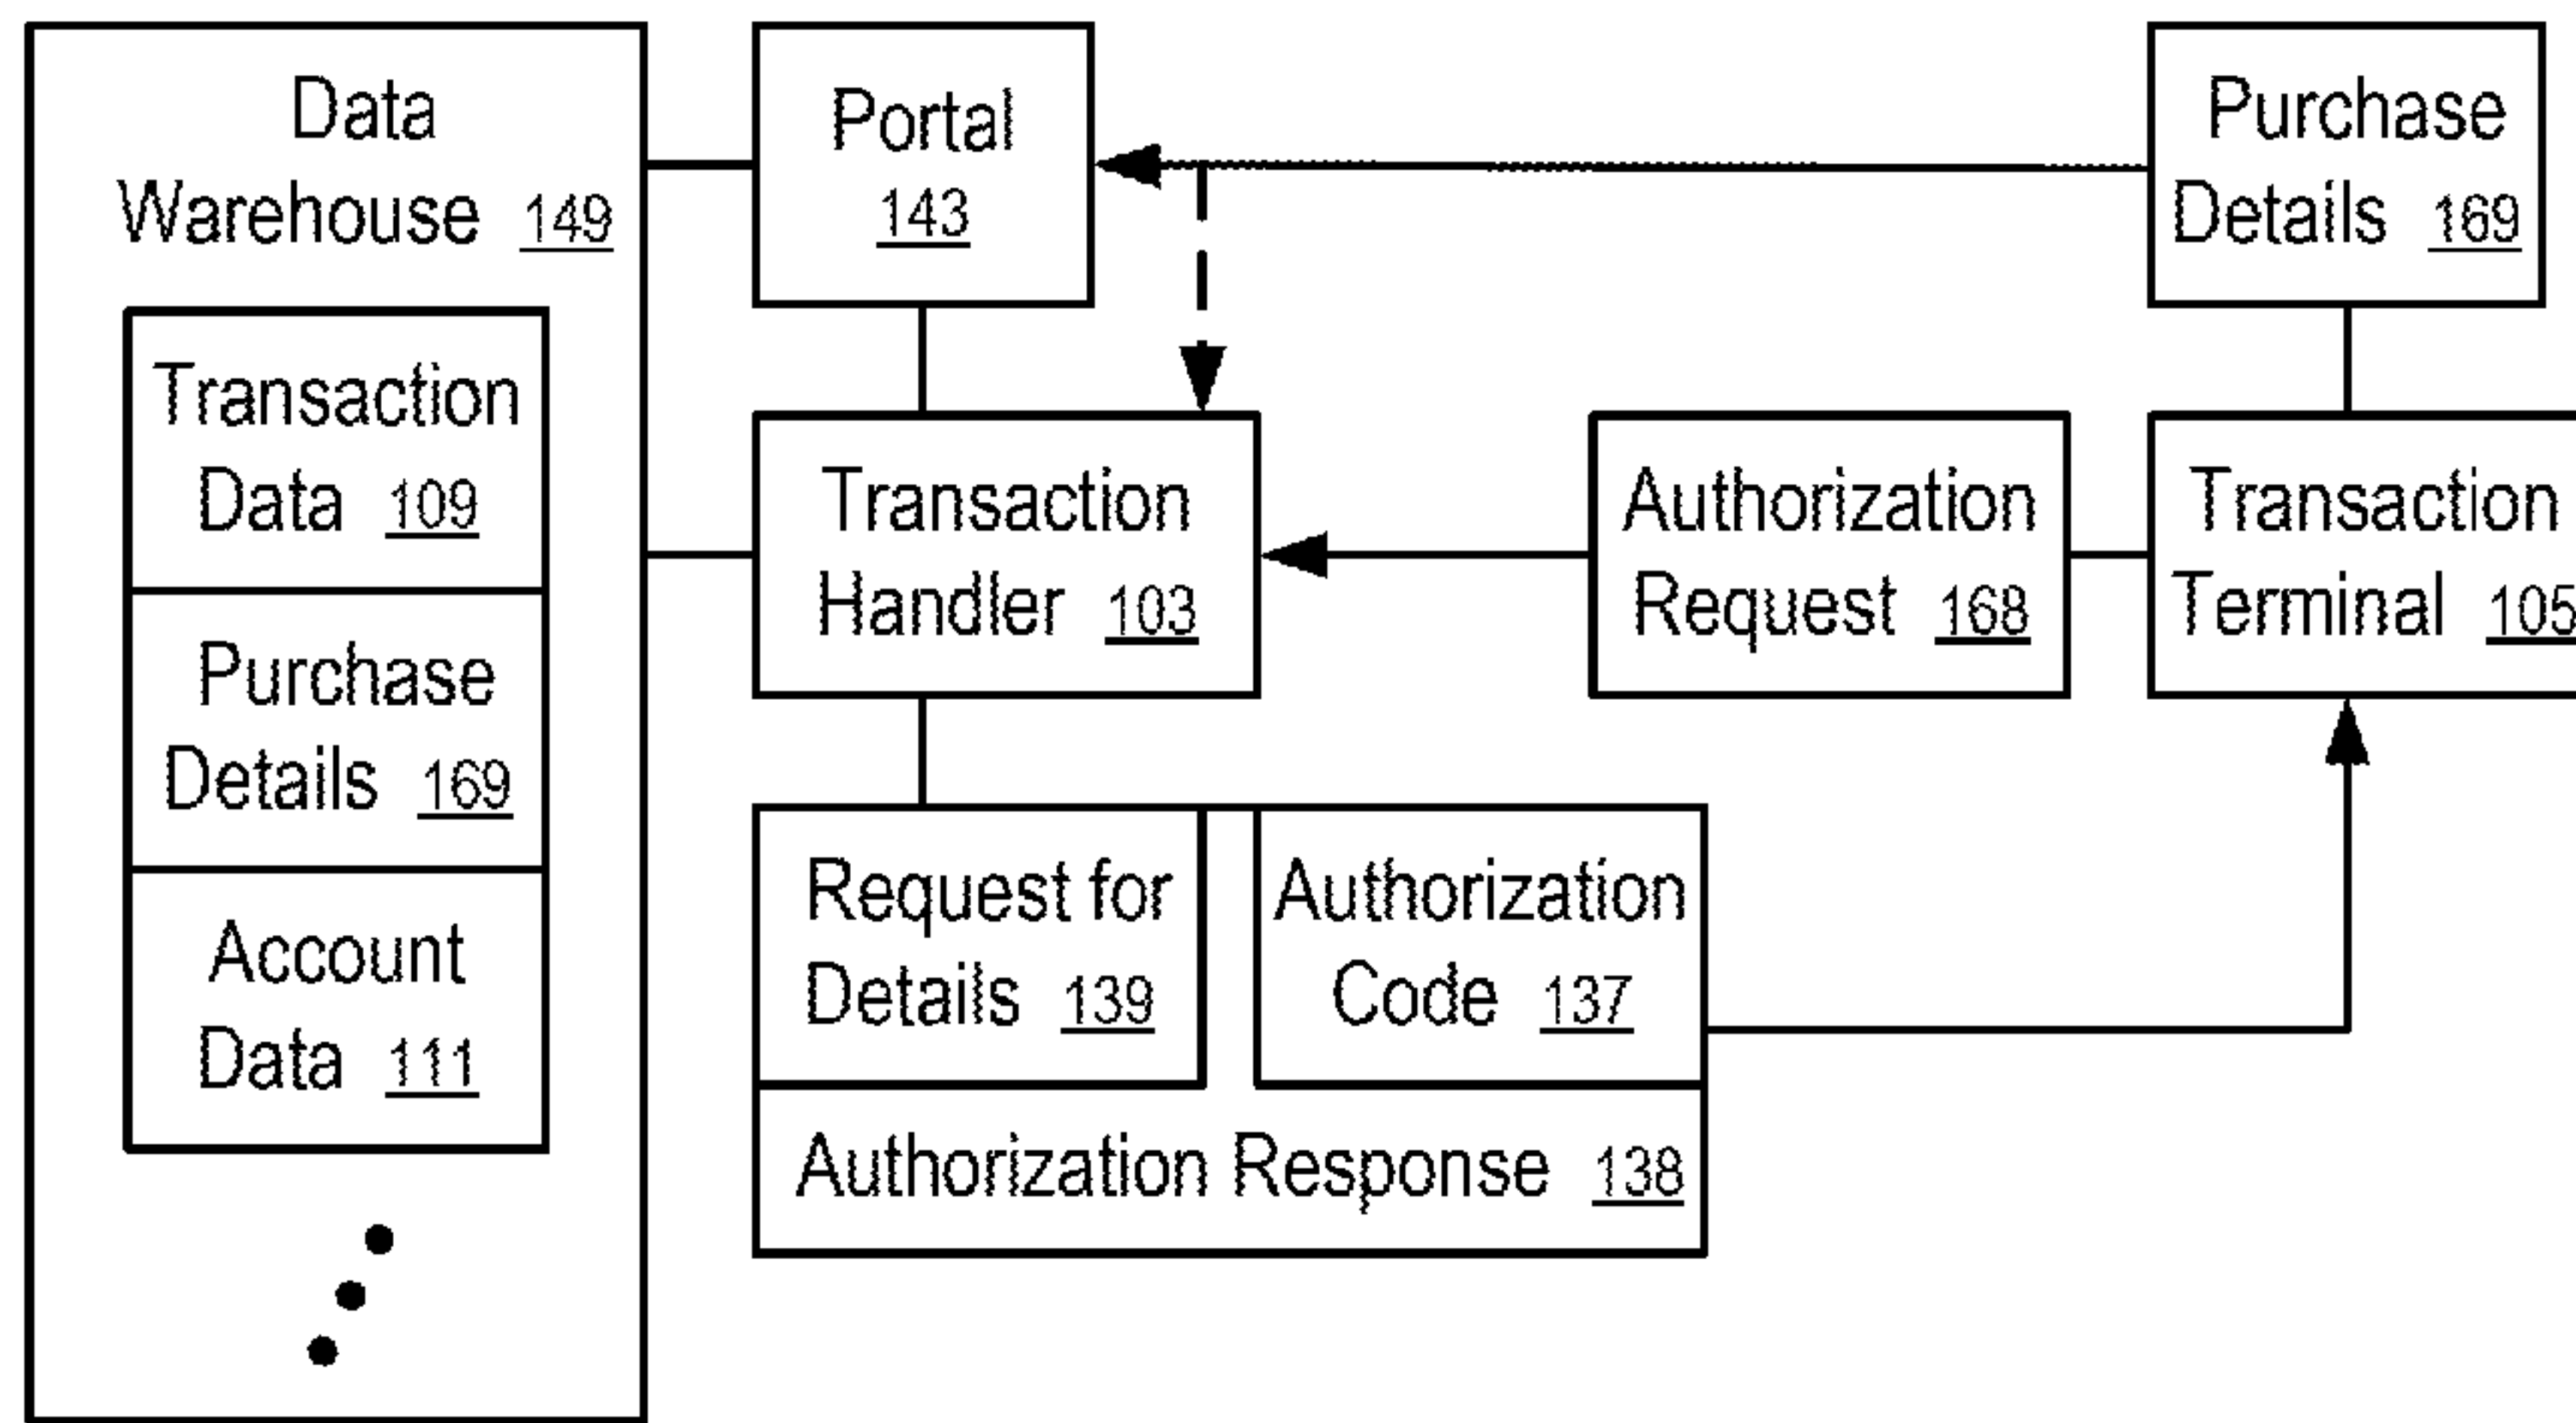 Data
Warehouse 149
Transaction
Data 109
Purchase
Details 169
Account
Data 111
Portal
143
Purchase
Details 169
Transaction
Handler 103
Authorization
Request 168
Transaction
Terminal 105
Request for
Details 139
Authorization
Code 137
Authorization Response 138